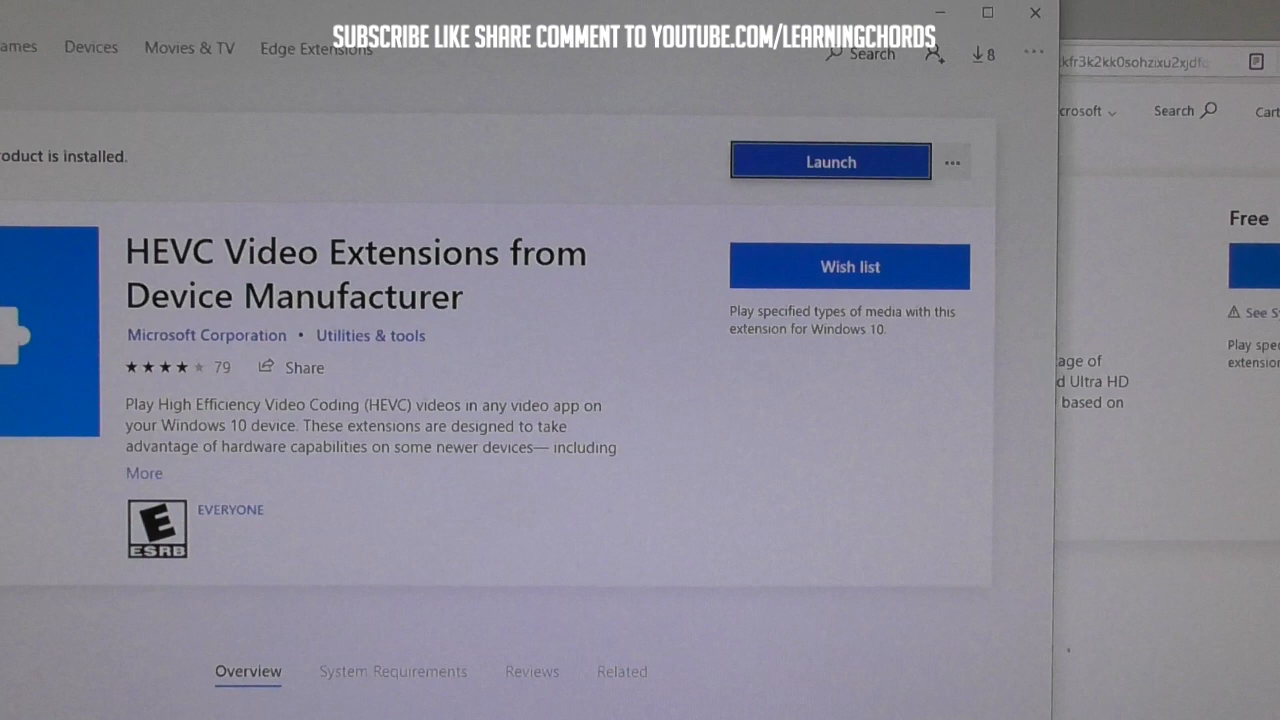 SUBSCRIBE LIKE SHARE COMMENT TO YOUTUBE.COM/LEARNINGCHORDS
ames Devices Movies & TV Edge Extensions Search 8
crosoft Search Cart
oduct is installed.
Launch
HEVC Video Extensions from
Device Manufacturer
Microsoft Corporation • Utilities & tools
79 Share
Play High Efficiency Video Coding (HEVC) videos in any video app on
your Windows 10 device. These extensions are designed to take
advantage of hardware capabilities on some newer devices— including
More
E
ESRB
EVERYONE
Wish list
Play specified types of media with this
extension for Windows 10.
Free
See S
Play spe
extension
age of
d Ultra HD
based on
Overview System Requirements Reviews Related